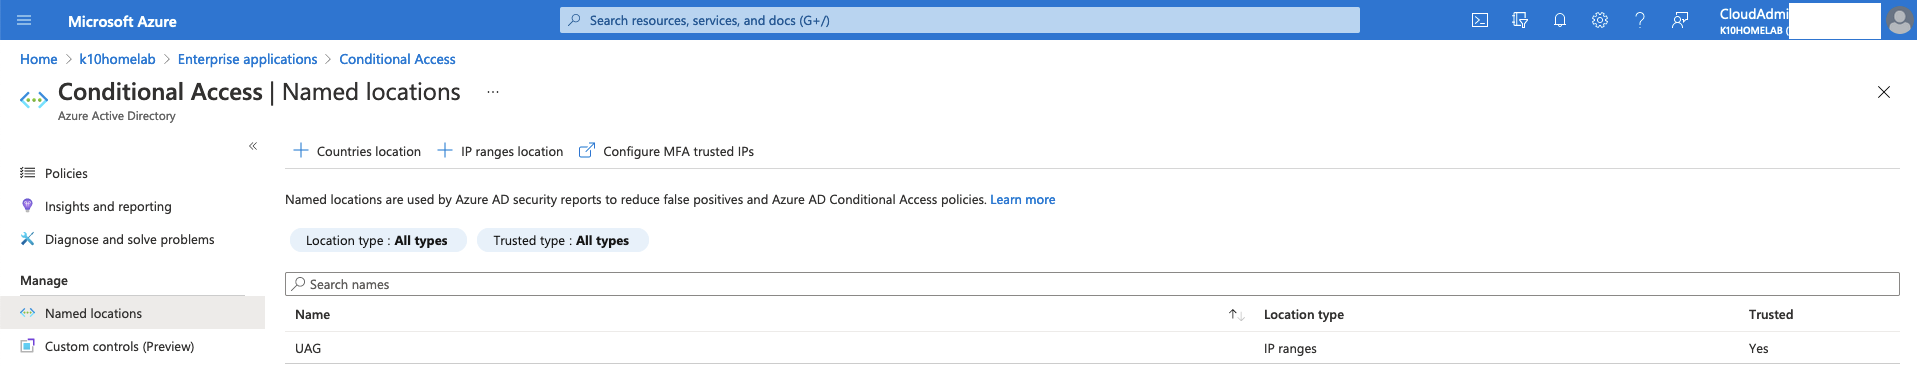 Microsoft Azure
Search resources, services, and docs (G+/)
CloudAdmi
K10HOMELAB (
Home > k10homelab > Enterprise applications > Conditional Access
Conditional Access | Named locations ...
Azure Active Directory
«
Policies
Insights and reporting
Diagnose and solve problems
Manage
Named locations
Custom controls (Preview)
+ Countries location + IP ranges location Configure MFA trusted IPs
Named locations are used by Azure AD security reports to reduce false positives and Azure AD Conditional Access policies. Learn more
Location type : All types Trusted type : All types
Search names
Name ↑↓ Location type Trusted
UAG IP ranges Yes